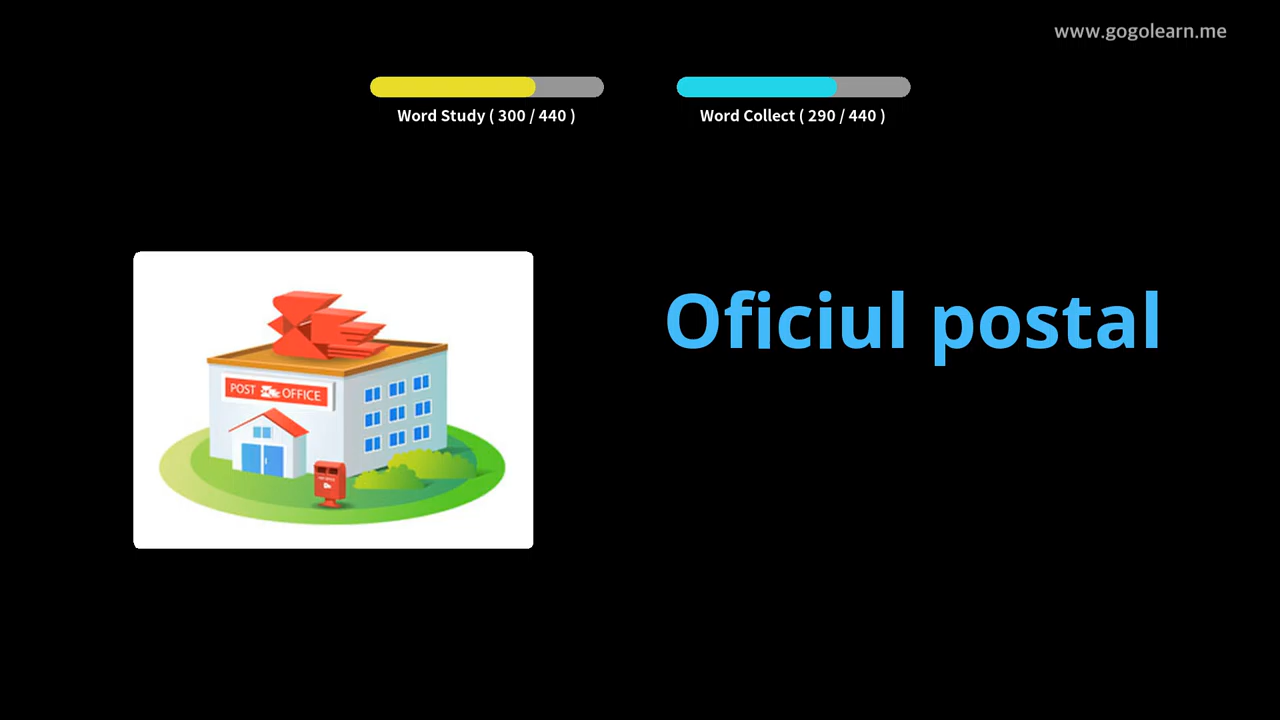 www.gogolearn.me
Word Study ( 300 / 440 )
Word Collect ( 290 / 440 )
Oficiul postal
POST OFFICE